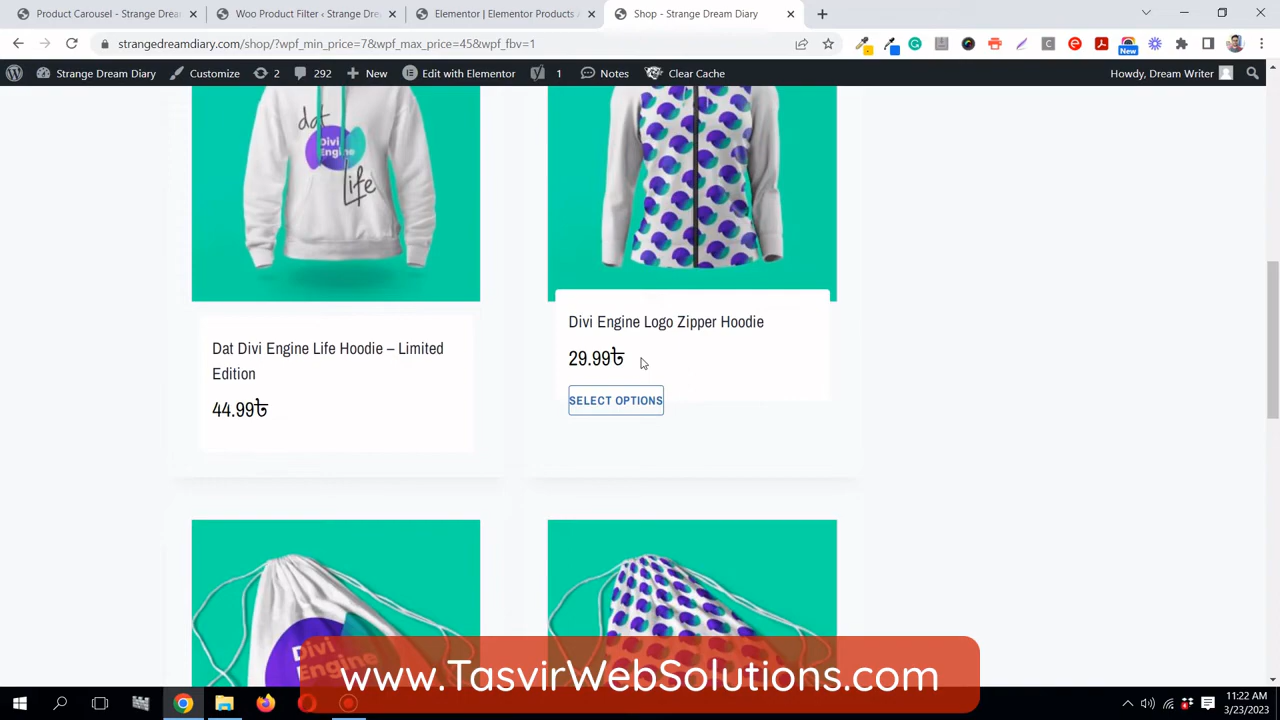 Product Carousel - Strange Dream
Woo Product Filter ‹ Strange Dre
Elementor | Elementor Products A
Shop - Strange Dream Diary
strangedreamdiary.com/shop/?wpf_min_price=7&wpf_max_price=45&wpf_fbv=1
New
Strange Dream Diary
Customize
2
292
New
Edit with Elementor
1
Notes
Clear Cache
Howdy, Dream Writer
dat
Divi
Engine
Life
Dat Divi Engine Life Hoodie – Limited
Edition
44.99৳
Divi Engine Logo Zipper Hoodie
29.99৳
SELECT OPTIONS
Divi
Engine
www.TasvirWebSolutions.com
11:22 AM
3/23/2023